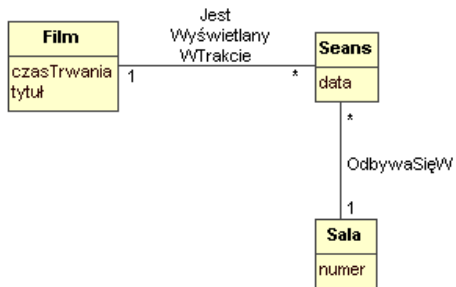 Jest
Wyświetlany
WTrakcie
Film
czasTrwania
tytuł
1
*
Seans
data
*
OdbywaSięW
1
Sala
numer